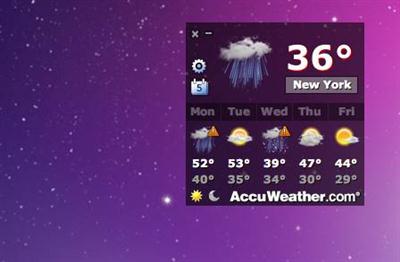 36°
New York
5
Mon Tue Wed Thu Fri
52° 53° 39° 47° 44°
40° 35° 34° 30° 29°
AccuWeather.com®